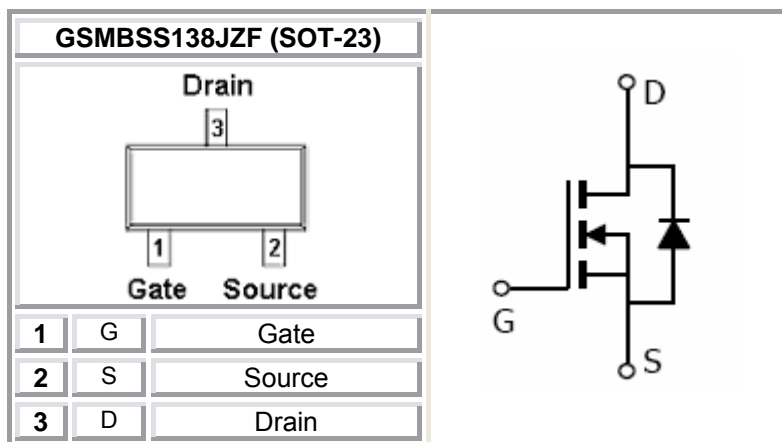 GSMBSS138JZF (SOT-23)
Drain
3
1 2
Gate Source
1 G Gate
2 S Source
3 D Drain
D
G
S